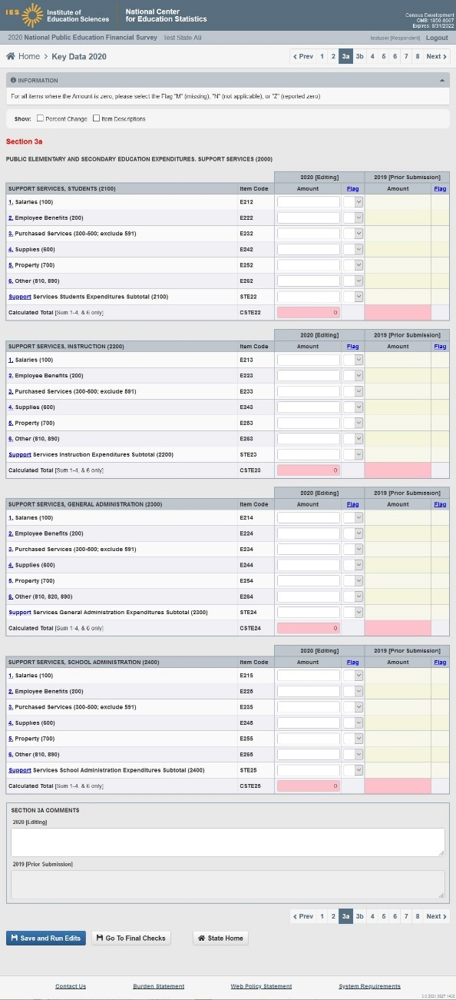 IES Institute of Education Sciences
National Center for Education Statistics
Census Development
OMB: 1850-0067
Expires: 8/31/2022
2020 National Public Education Financial Survey Test State A9
testuser [Respondent] Logout
Home > Key Data 2020
< Prev 1 2 3a 3b 4 5 6 7 8 Next >
INFORMATION
For all items where the Amount is zero, please select the Flag "M" (missing), "N" (not applicable), or "Z" (reported zero)
Show: Percent Change Item Descriptions
Section 3a
PUBLIC ELEMENTARY AND SECONDARY EDUCATION EXPENDITURES. SUPPORT SERVICES (2000)
2020 [Editing] 2019 [Prior Submission]
SUPPORT SERVICES, STUDENTS (2100) Item Code Amount Flag Amount Flag
1. Salaries (100) E212
2. Employee Benefits (200) E222
3. Purchased Services (300-500; exclude 591) E232
4. Supplies (600) E242
5. Property (700) E252
6. Other (810, 890) E262
Support Services Students Expenditures Subtotal (2100) STE22
Calculated Total [Sum 1-4, & 6 only] CSTE22 0
2020 [Editing] 2019 [Prior Submission]
SUPPORT SERVICES, INSTRUCTION (2200) Item Code Amount Flag Amount Flag
1. Salaries (100) E213
2. Employee Benefits (200) E223
3. Purchased Services (300-500; exclude 591) E233
4. Supplies (600) E243
5. Property (700) E253
6. Other (810, 890) E263
Support Services Instruction Expenditures Subtotal (2200) STE23
Calculated Total [Sum 1-4, & 6 only] CSTE23 0
2020 [Editing] 2019 [Prior Submission]
SUPPORT SERVICES, GENERAL ADMINISTRATION (2300) Item Code Amount Flag Amount Flag
1. Salaries (100) E214
2. Employee Benefits (200) E224
3. Purchased Services (300-500; exclude 591) E234
4. Supplies (600) E244
5. Property (700) E254
6. Other (810, 820, 890) E264
Support Services General Administration Expenditures Subtotal (2300) STE24
Calculated Total [Sum 1-4, & 6 only] CSTE24 0
2020 [Editing] 2019 [Prior Submission]
SUPPORT SERVICES, SCHOOL ADMINISTRATION (2400) Item Code Amount Flag Amount Flag
1. Salaries (100) E215
2. Employee Benefits (200) E225
3. Purchased Services (300-500; exclude 591) E235
4. Supplies (600) E245
5. Property (700) E255
6. Other (810, 890) E265
Support Services School Administration Expenditures Subtotal (2400) STE25
Calculated Total [Sum 1-4, & 6 only] CSTE25 0
SECTION 3A COMMENTS
2020 [Editing]
2019 [Prior Submission]
< Prev 1 2 3a 3b 4 5 6 7 8 Next >
Save and Run Edits Go To Final Checks State Home
Contact Us Burden Statement Web Policy Statement System Requirements